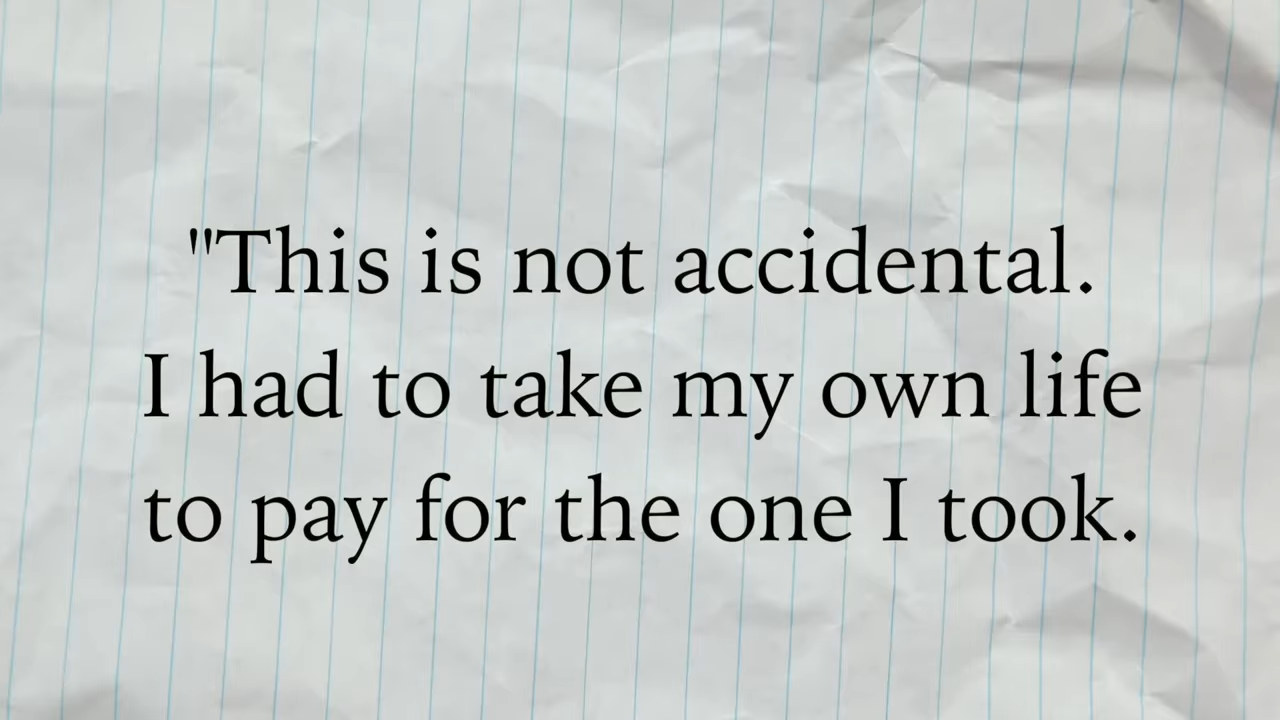 "This is not accidental.
I had to take my own life
to pay for the one I took.